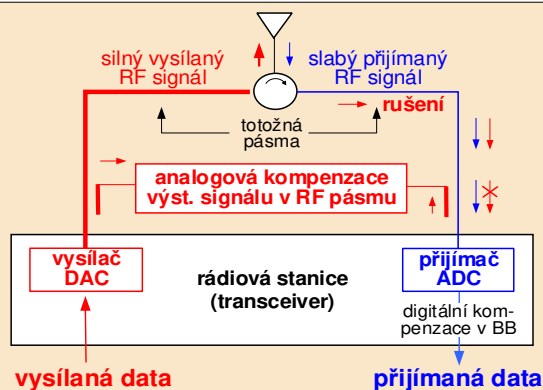 silný vysílaný
RF signál
slabý přijímaný
RF signál
rušení
totožná
pásma
analogová kompenzace
výst. signálu v RF pásmu
vysílač
DAC
rádiová stanice
(transceiver)
přijímač
ADC
digitální kom-
penzace v BB
vysílaná data
přijímaná data